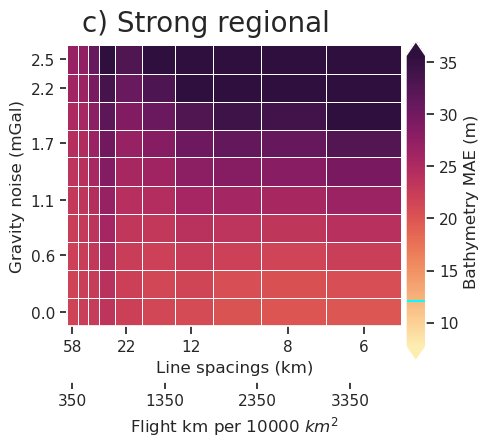 c) Strong regional
2.5
2.2
1.7
1.1
0.6
0.0
Gravity noise (mGal)
58 22 12 8 6
Line spacings (km)
350 1350 2350 3350
Flight km per 10000 km²
35
30
25
20
15
10
Bathymetry MAE (m)